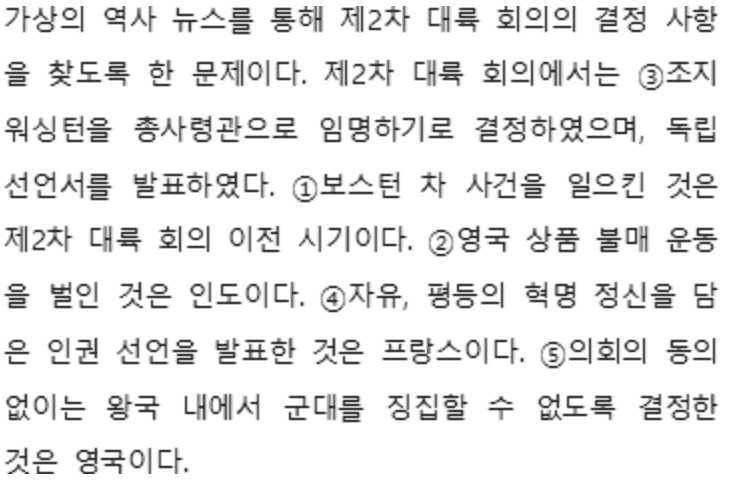 가상의 역사 뉴스를 통해 제2차 대륙 회의의 결정 사항
을 찾도록 한 문제이다. 제2차 대륙 회의에서는 ③조지
워싱턴을 총사령관으로 임명하기로 결정하였으며, 독립
선언서를 발표하였다. ①보스턴 차 사건을 일으킨 것은
제2차 대륙 회의 이전 시기이다. ②영국 상품 불매 운동
을 벌인 것은 인도이다. ④자유, 평등의 혁명 정신을 담
은 인권 선언을 발표한 것은 프랑스이다. ⑤의회의 동의
없이는 왕국 내에서 군대를 징집할 수 없도록 결정한
것은 영국이다.